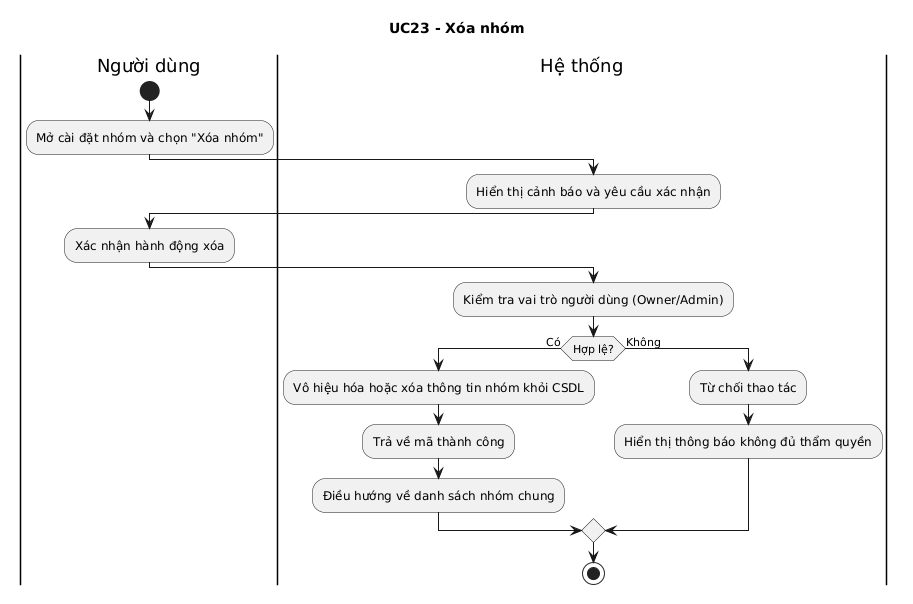 UC23 - Xóa nhóm
Người dùng
Hệ thống
Mở cài đặt nhóm và chọn "Xóa nhóm"
Hiển thị cảnh báo và yêu cầu xác nhận
Xác nhận hành động xóa
Kiểm tra vai trò người dùng (Owner/Admin)
Có
Hợp lệ?
Không
Vô hiệu hóa hoặc xóa thông tin nhóm khỏi CSDL
Từ chối thao tác
Trả về mã thành công
Hiển thị thông báo không đủ thẩm quyền
Điều hướng về danh sách nhóm chung